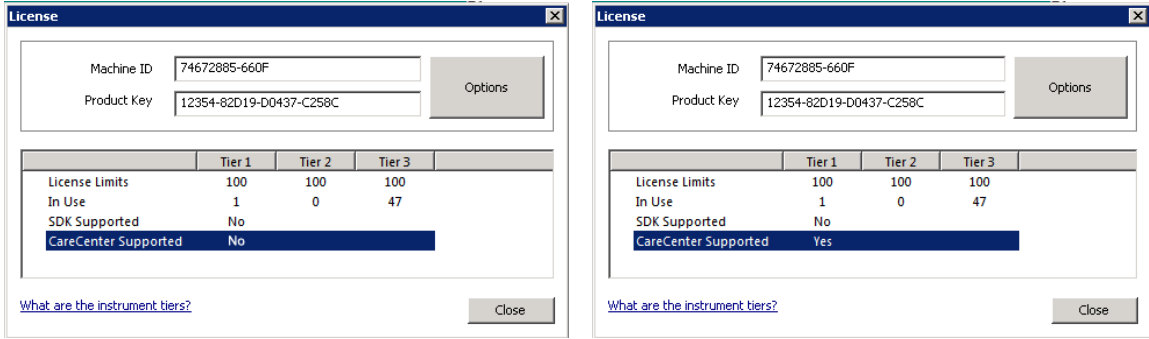 License
Machine ID 74672885-660F
Product Key 12354-82D19-D0437-C258C
Options
Tier 1 Tier 2 Tier 3
License Limits 100 100 100
In Use 1 0 47
SDK Supported No
CareCenter Supported No
What are the instrument tiers?
Close
License
Machine ID 74672885-660F
Product Key 12354-82D19-D0437-C258C
Options
Tier 1 Tier 2 Tier 3
License Limits 100 100 100
In Use 1 0 47
SDK Supported No
CareCenter Supported Yes
What are the instrument tiers?
Close